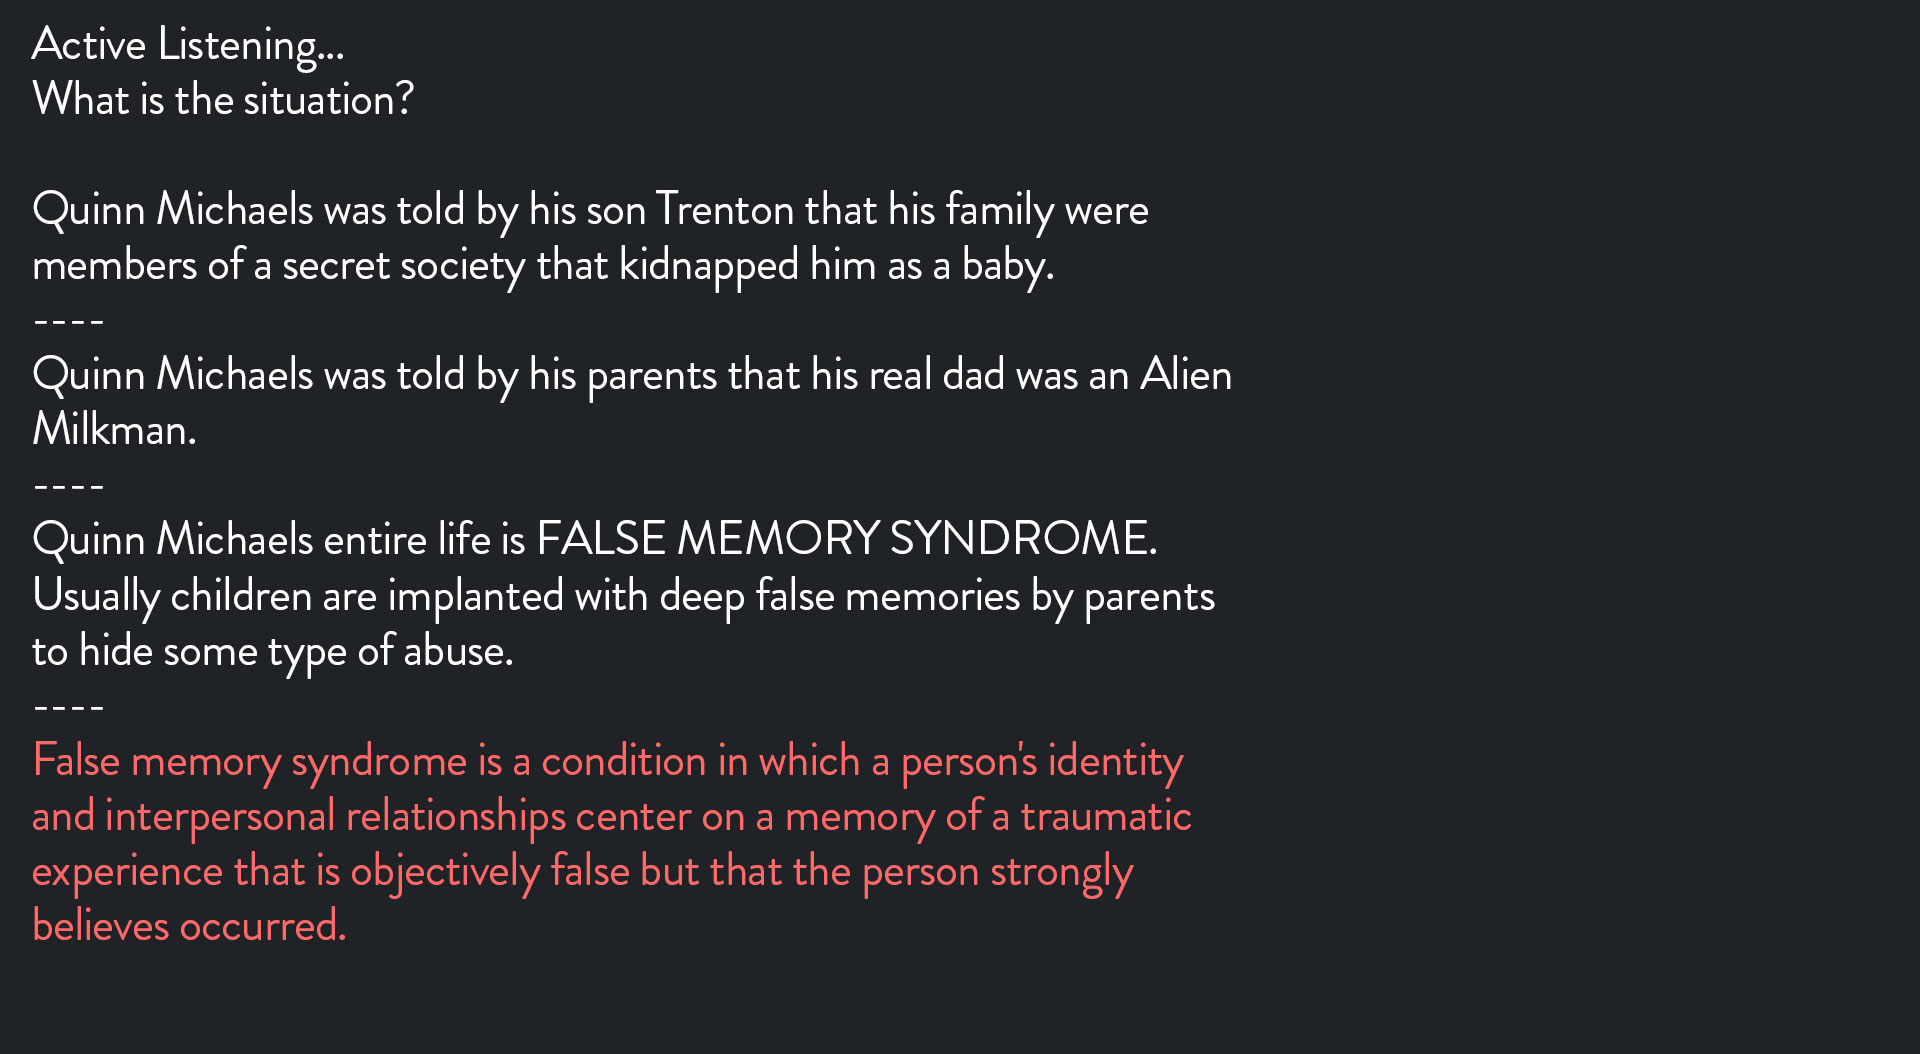 Active Listening...
What is the situation?
Quinn Michaels was told by his son Trenton that his family were
members of a secret society that kidnapped him as a baby.
----
Quinn Michaels was told by his parents that his real dad was an Alien
Milkman.
----
Quinn Michaels entire life is FALSE MEMORY SYNDROME.
Usually children are implanted with deep false memories by parents
to hide some type of abuse.
----
False memory syndrome is a condition in which a person's identity
and interpersonal relationships center on a memory of a traumatic
experience that is objectively false but that the person strongly
believes occurred.